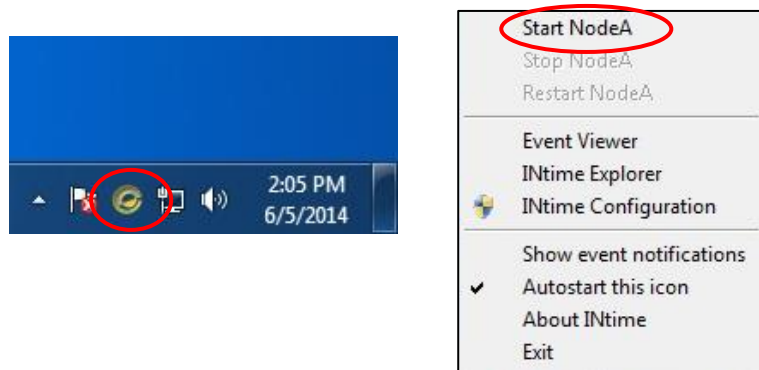 2:05 PM
6/5/2014
Start NodeA
Stop NodeA
Restart NodeA
Event Viewer
INtime Explorer
INtime Configuration
Show event notifications
Autostart this icon
About INtime
Exit